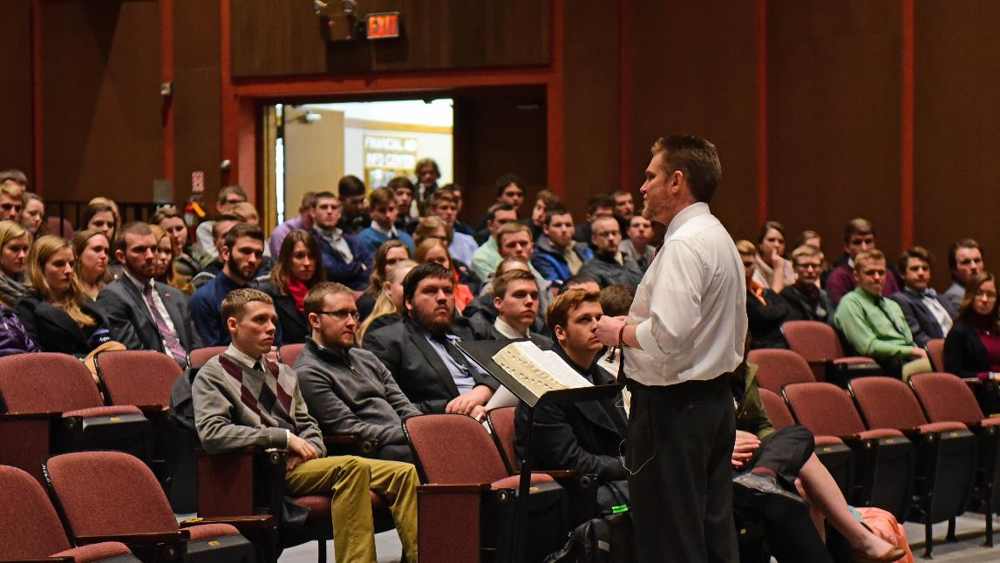 EXIT
FINANCIAL AID
INFO CENTER